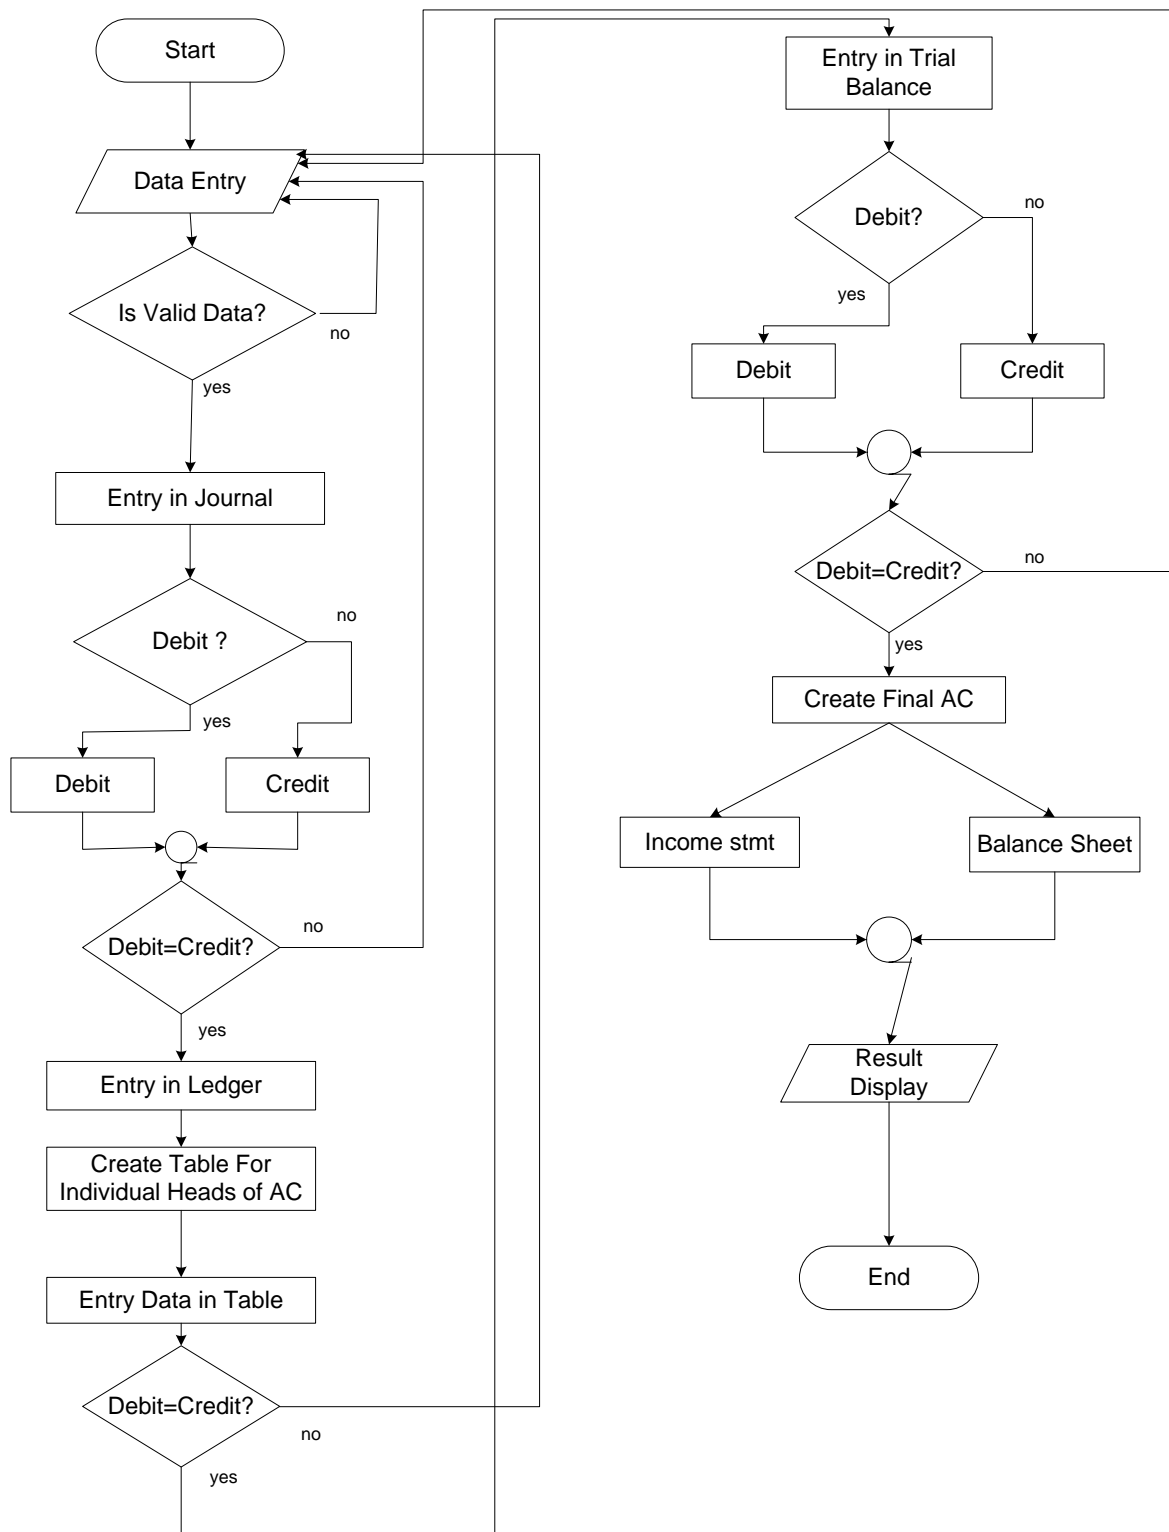 Start
Data Entry
Is Valid Data?
no
yes
Entry in Journal
Debit ?
no
yes
Debit
Credit
Debit=Credit?
no
yes
Entry in Ledger
Create Table For
Individual Heads of AC
Entry Data in Table
Debit=Credit?
no
yes
Entry in Trial
Balance
Debit?
no
yes
Debit
Credit
Debit=Credit?
no
yes
Create Final AC
Income stmt
Balance Sheet
Result
Display
End